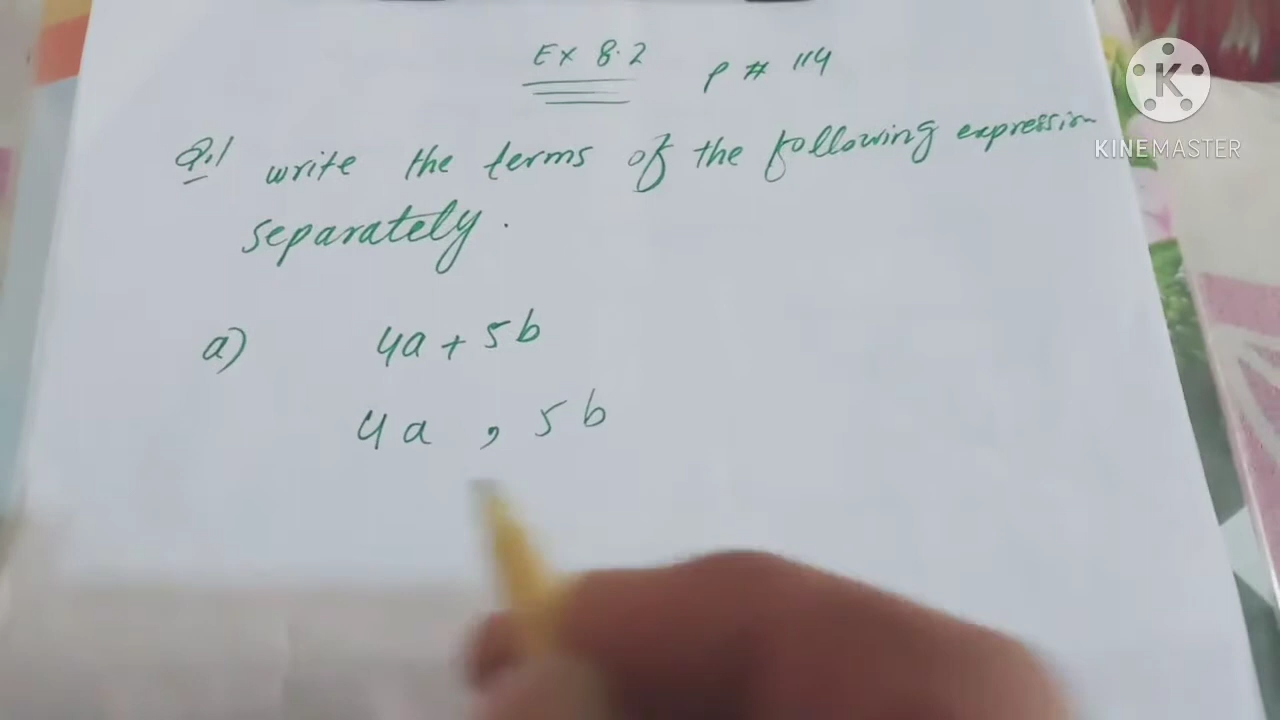 Ex 8.2 P # 114
Q.1 write the terms of the following expression
separately.
a) 4a + 5b
4a , 5b
K
KINEMASTER